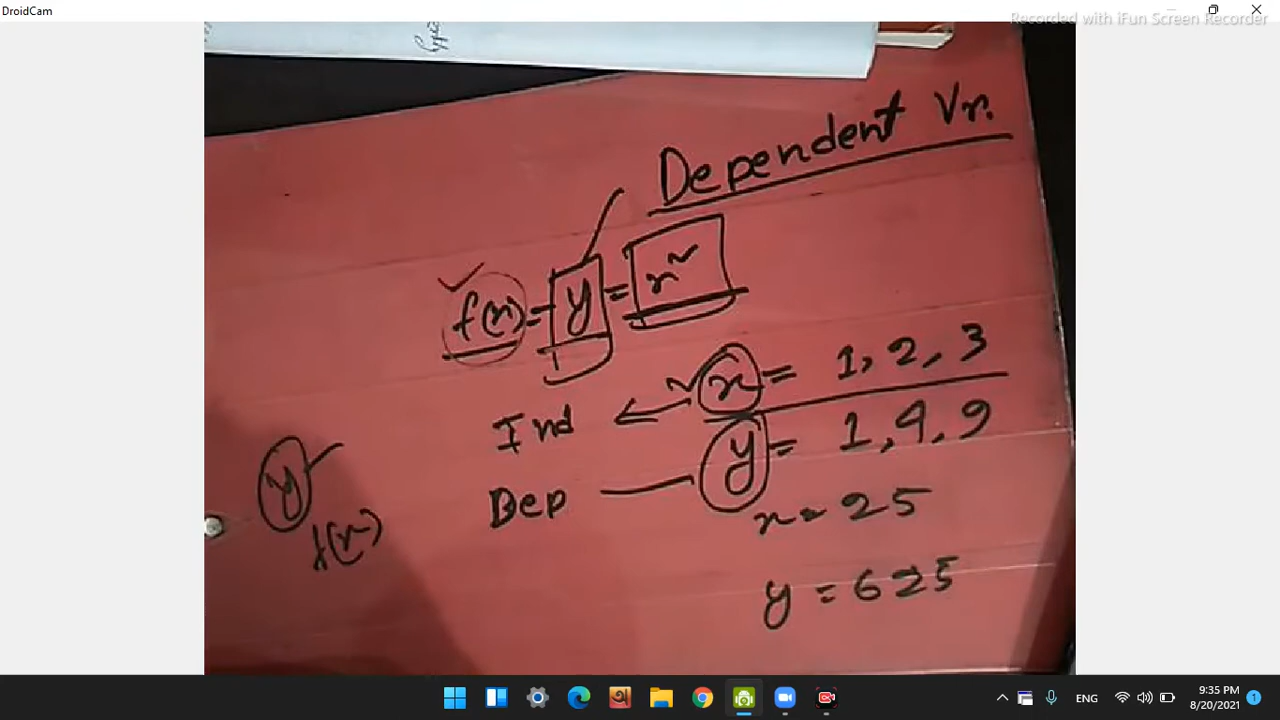 DroidCam
Recorded with iFun Screen Recorder
Dependent Vr.
f(x) = y = x²
x = 1, 2, 3
Ind
y = 1, 4, 9
Dep
x = 25
y
f(x)
y = 625
ENG
9:35 PM
8/20/2021
1